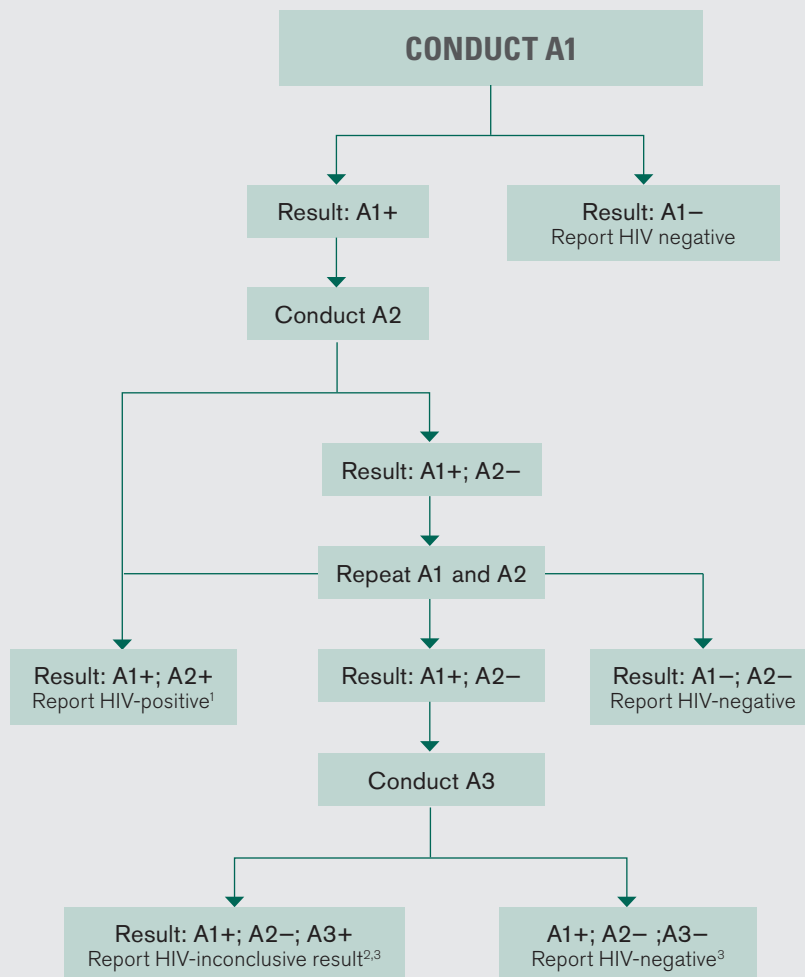 CONDUCT A1
Result: A1+
Result: A1−
Report HIV negative
Conduct A2
Result: A1+; A2−
Repeat A1 and A2
Result: A1+; A2+
Report HIV-positive¹
Result: A1+; A2−
Result: A1−; A2−
Report HIV-negative
Conduct A3
Result: A1+; A2−; A3+
Report HIV-inconclusive result²,³
A1+; A2− ;A3−
Report HIV-negative³